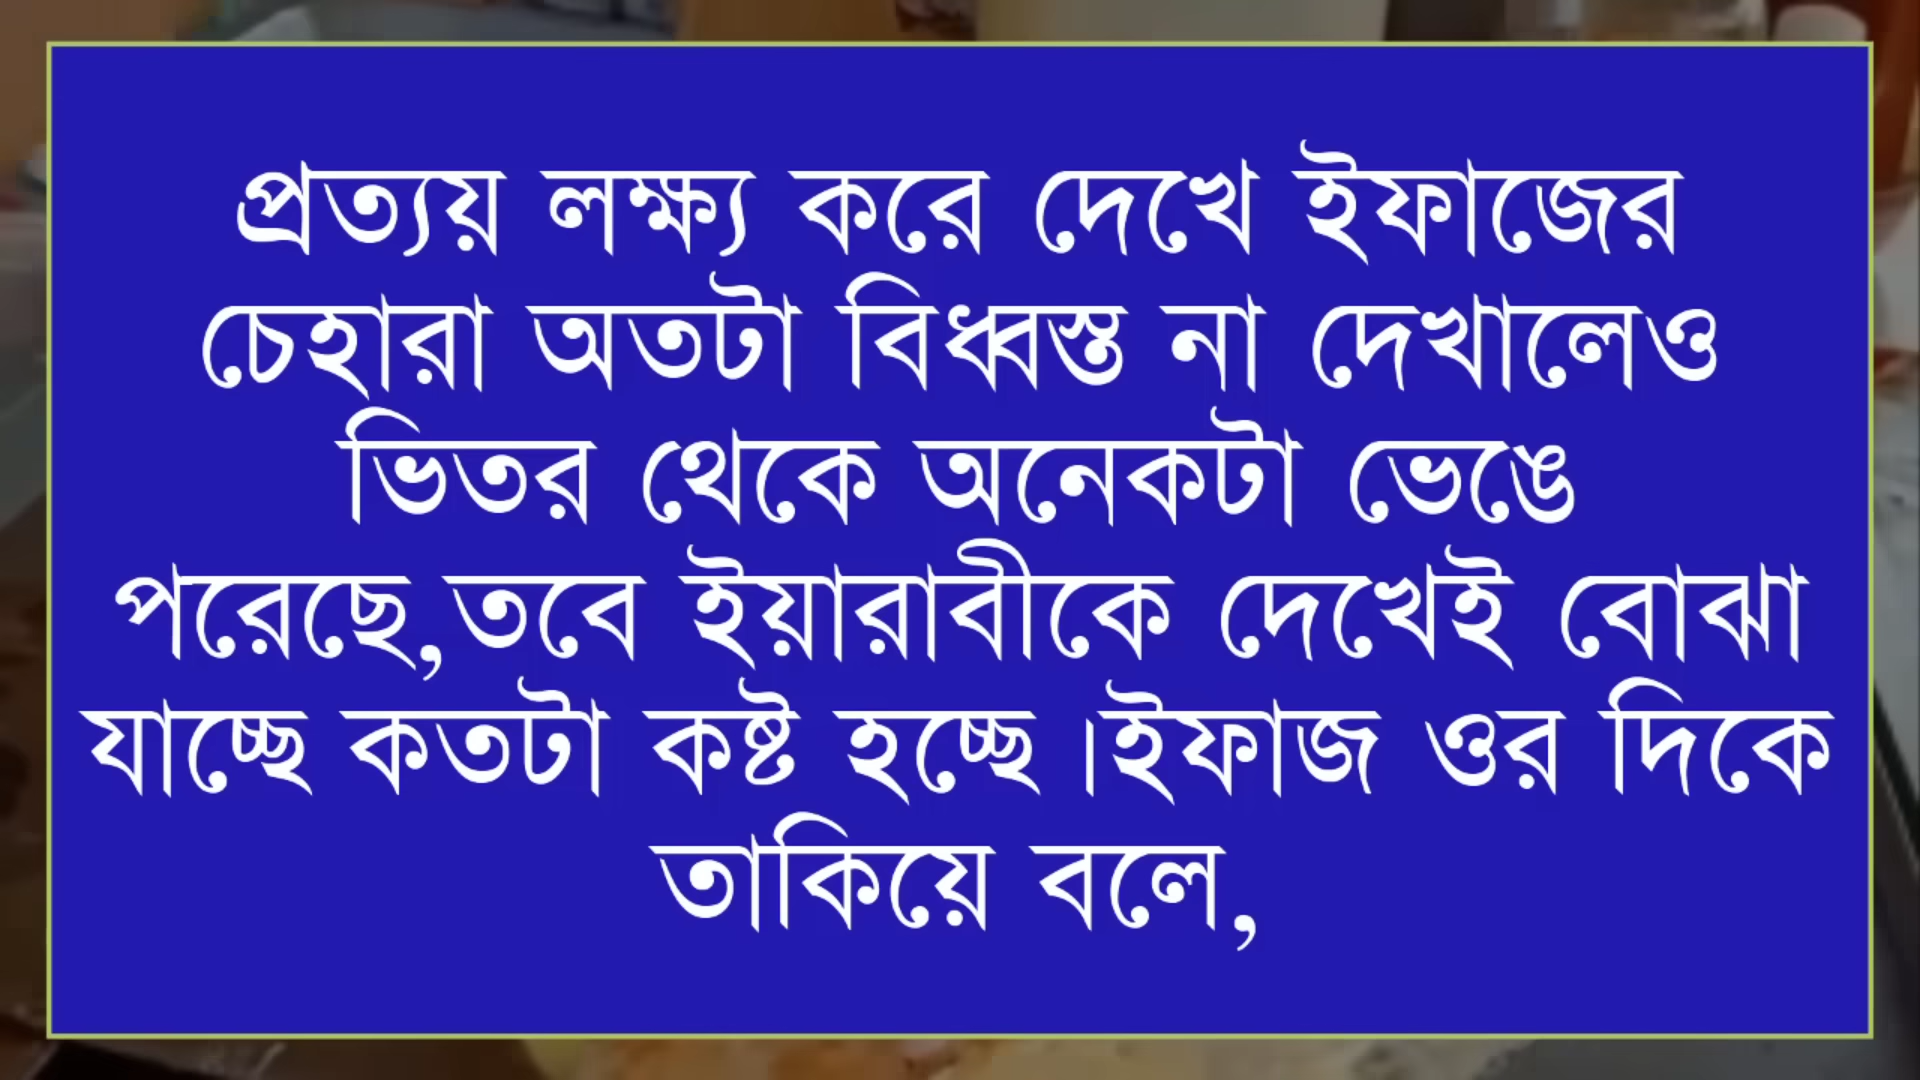 প্রত্যয় লক্ষ্য করে দেখে ইফাজের
চেহারা অতটা বিধ্বস্ত না দেখালেও
ভিতর থেকে অনেকটা ভেঙে
পরেছে,তবে ইয়ারাবীকে দেখেই বোঝা
যাচ্ছে কতটা কষ্ট হচ্ছে।ইফাজ ওর দিকে
তাকিয়ে বলে,